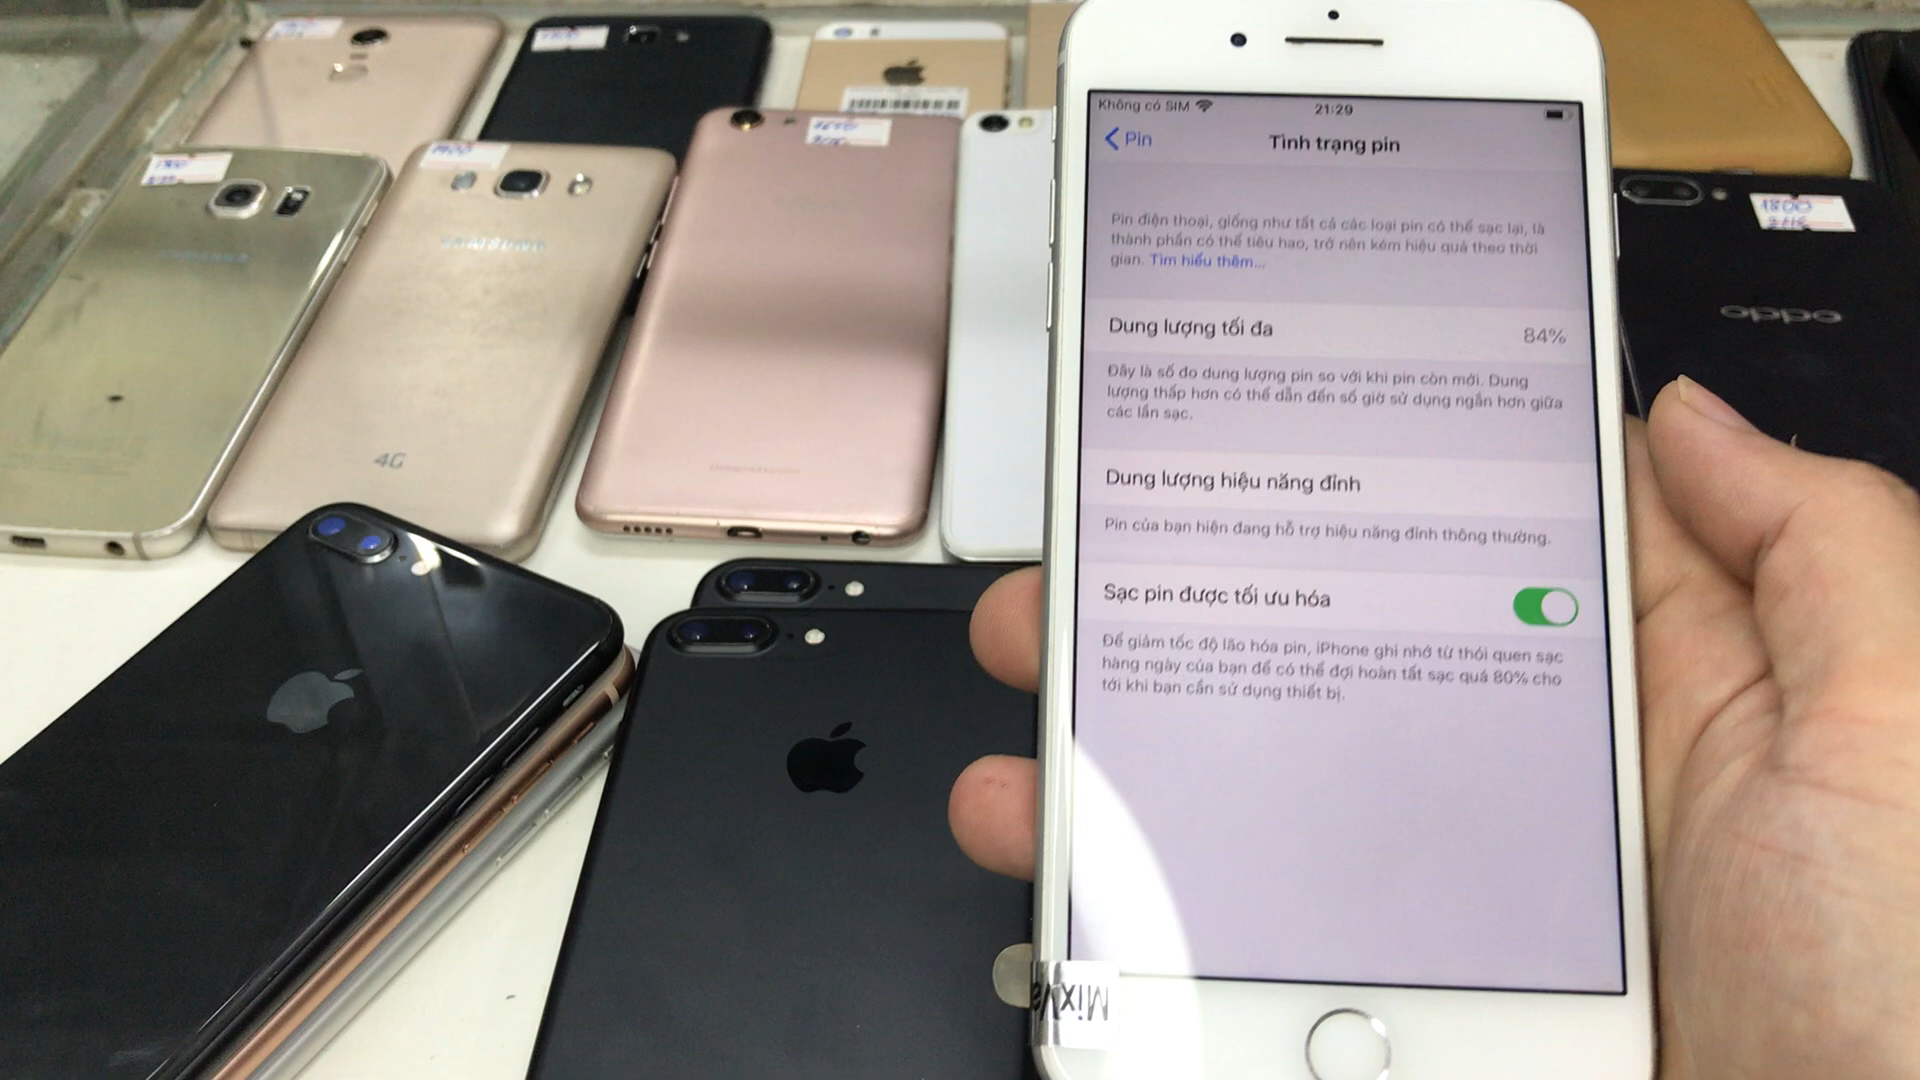 Không có SIM
21:29
Pin
Tình trạng pin
Pin điện thoại, giống như tất cả các loại pin có thể sạc lại, là
thành phần có thể tiêu hao, trở nên kém hiệu quả theo thời
gian. Tìm hiểu thêm...
Dung lượng tối đa
84%
Đây là số đo dung lượng pin so với khi pin còn mới. Dung
lượng thấp hơn có thể dẫn đến số giờ sử dụng ngắn hơn giữa
các lần sạc.
Dung lượng hiệu năng đỉnh
Pin của bạn hiện đang hỗ trợ hiệu năng đỉnh thông thường.
Sạc pin được tối ưu hóa
Để giảm tốc độ lão hóa pin, iPhone ghi nhớ từ thói quen sạc
hàng ngày của bạn để có thể đợi hoàn tất sạc quá 80% cho
tới khi bạn cần sử dụng thiết bị.
SAMSUNG
SAMSUNG
4G
1800
oppo